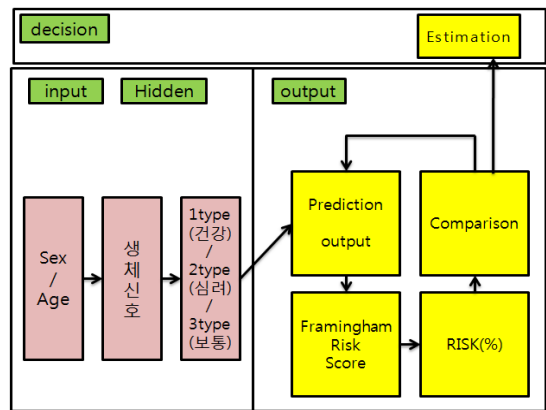 decision
Estimation
input
Hidden
output
Sex
/
Age
생
체
신
호
1type
(건강)
/
2type
(심려)
/
3type
(보통)
Prediction
output
Comparison
Framingham
Risk
Score
RISK(%)